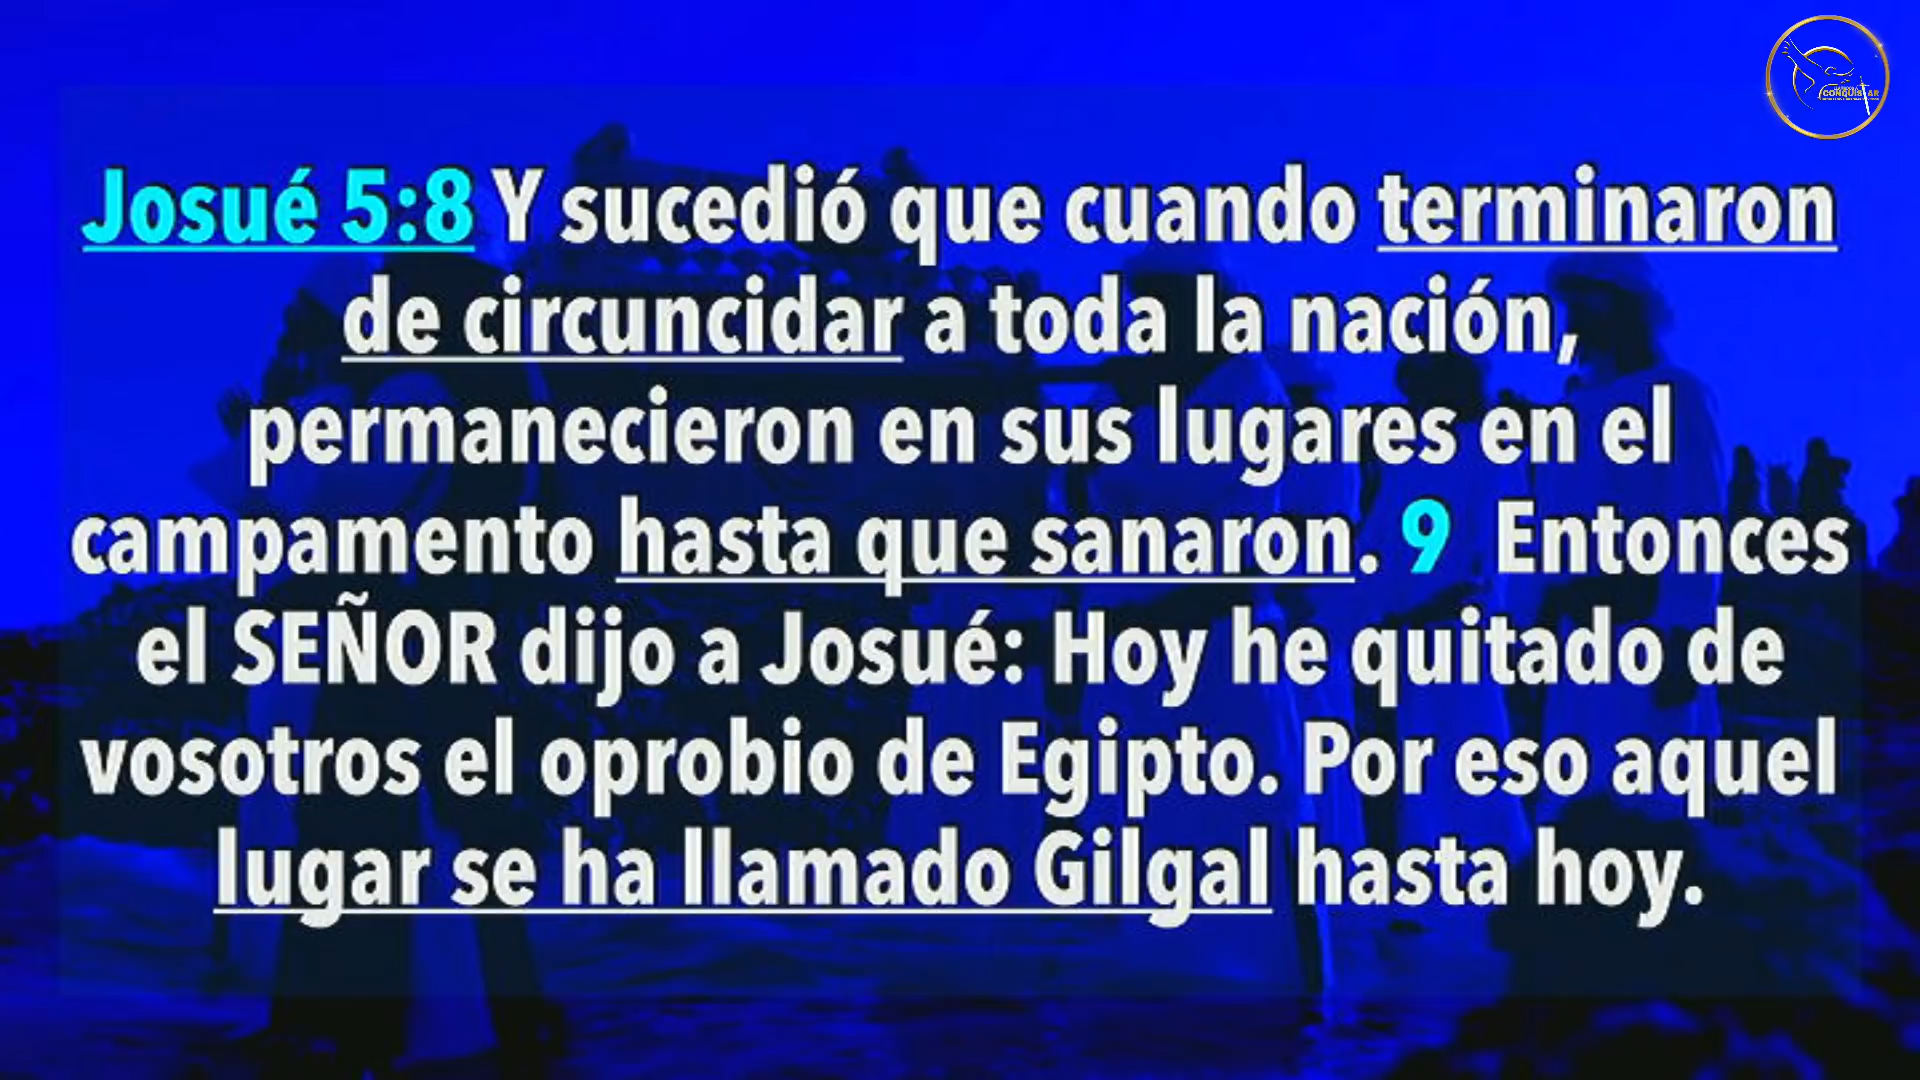 CONQUISTAR
Josué 5:8 Y sucedió que cuando terminaron
de circuncidar a toda la nación,
permanecieron en sus lugares en el
campamento hasta que sanaron. 9 Entonces
el SEÑOR dijo a Josué: Hoy he quitado de
vosotros el oprobio de Egipto. Por eso aquel
lugar se ha llamado Gilgal hasta hoy.